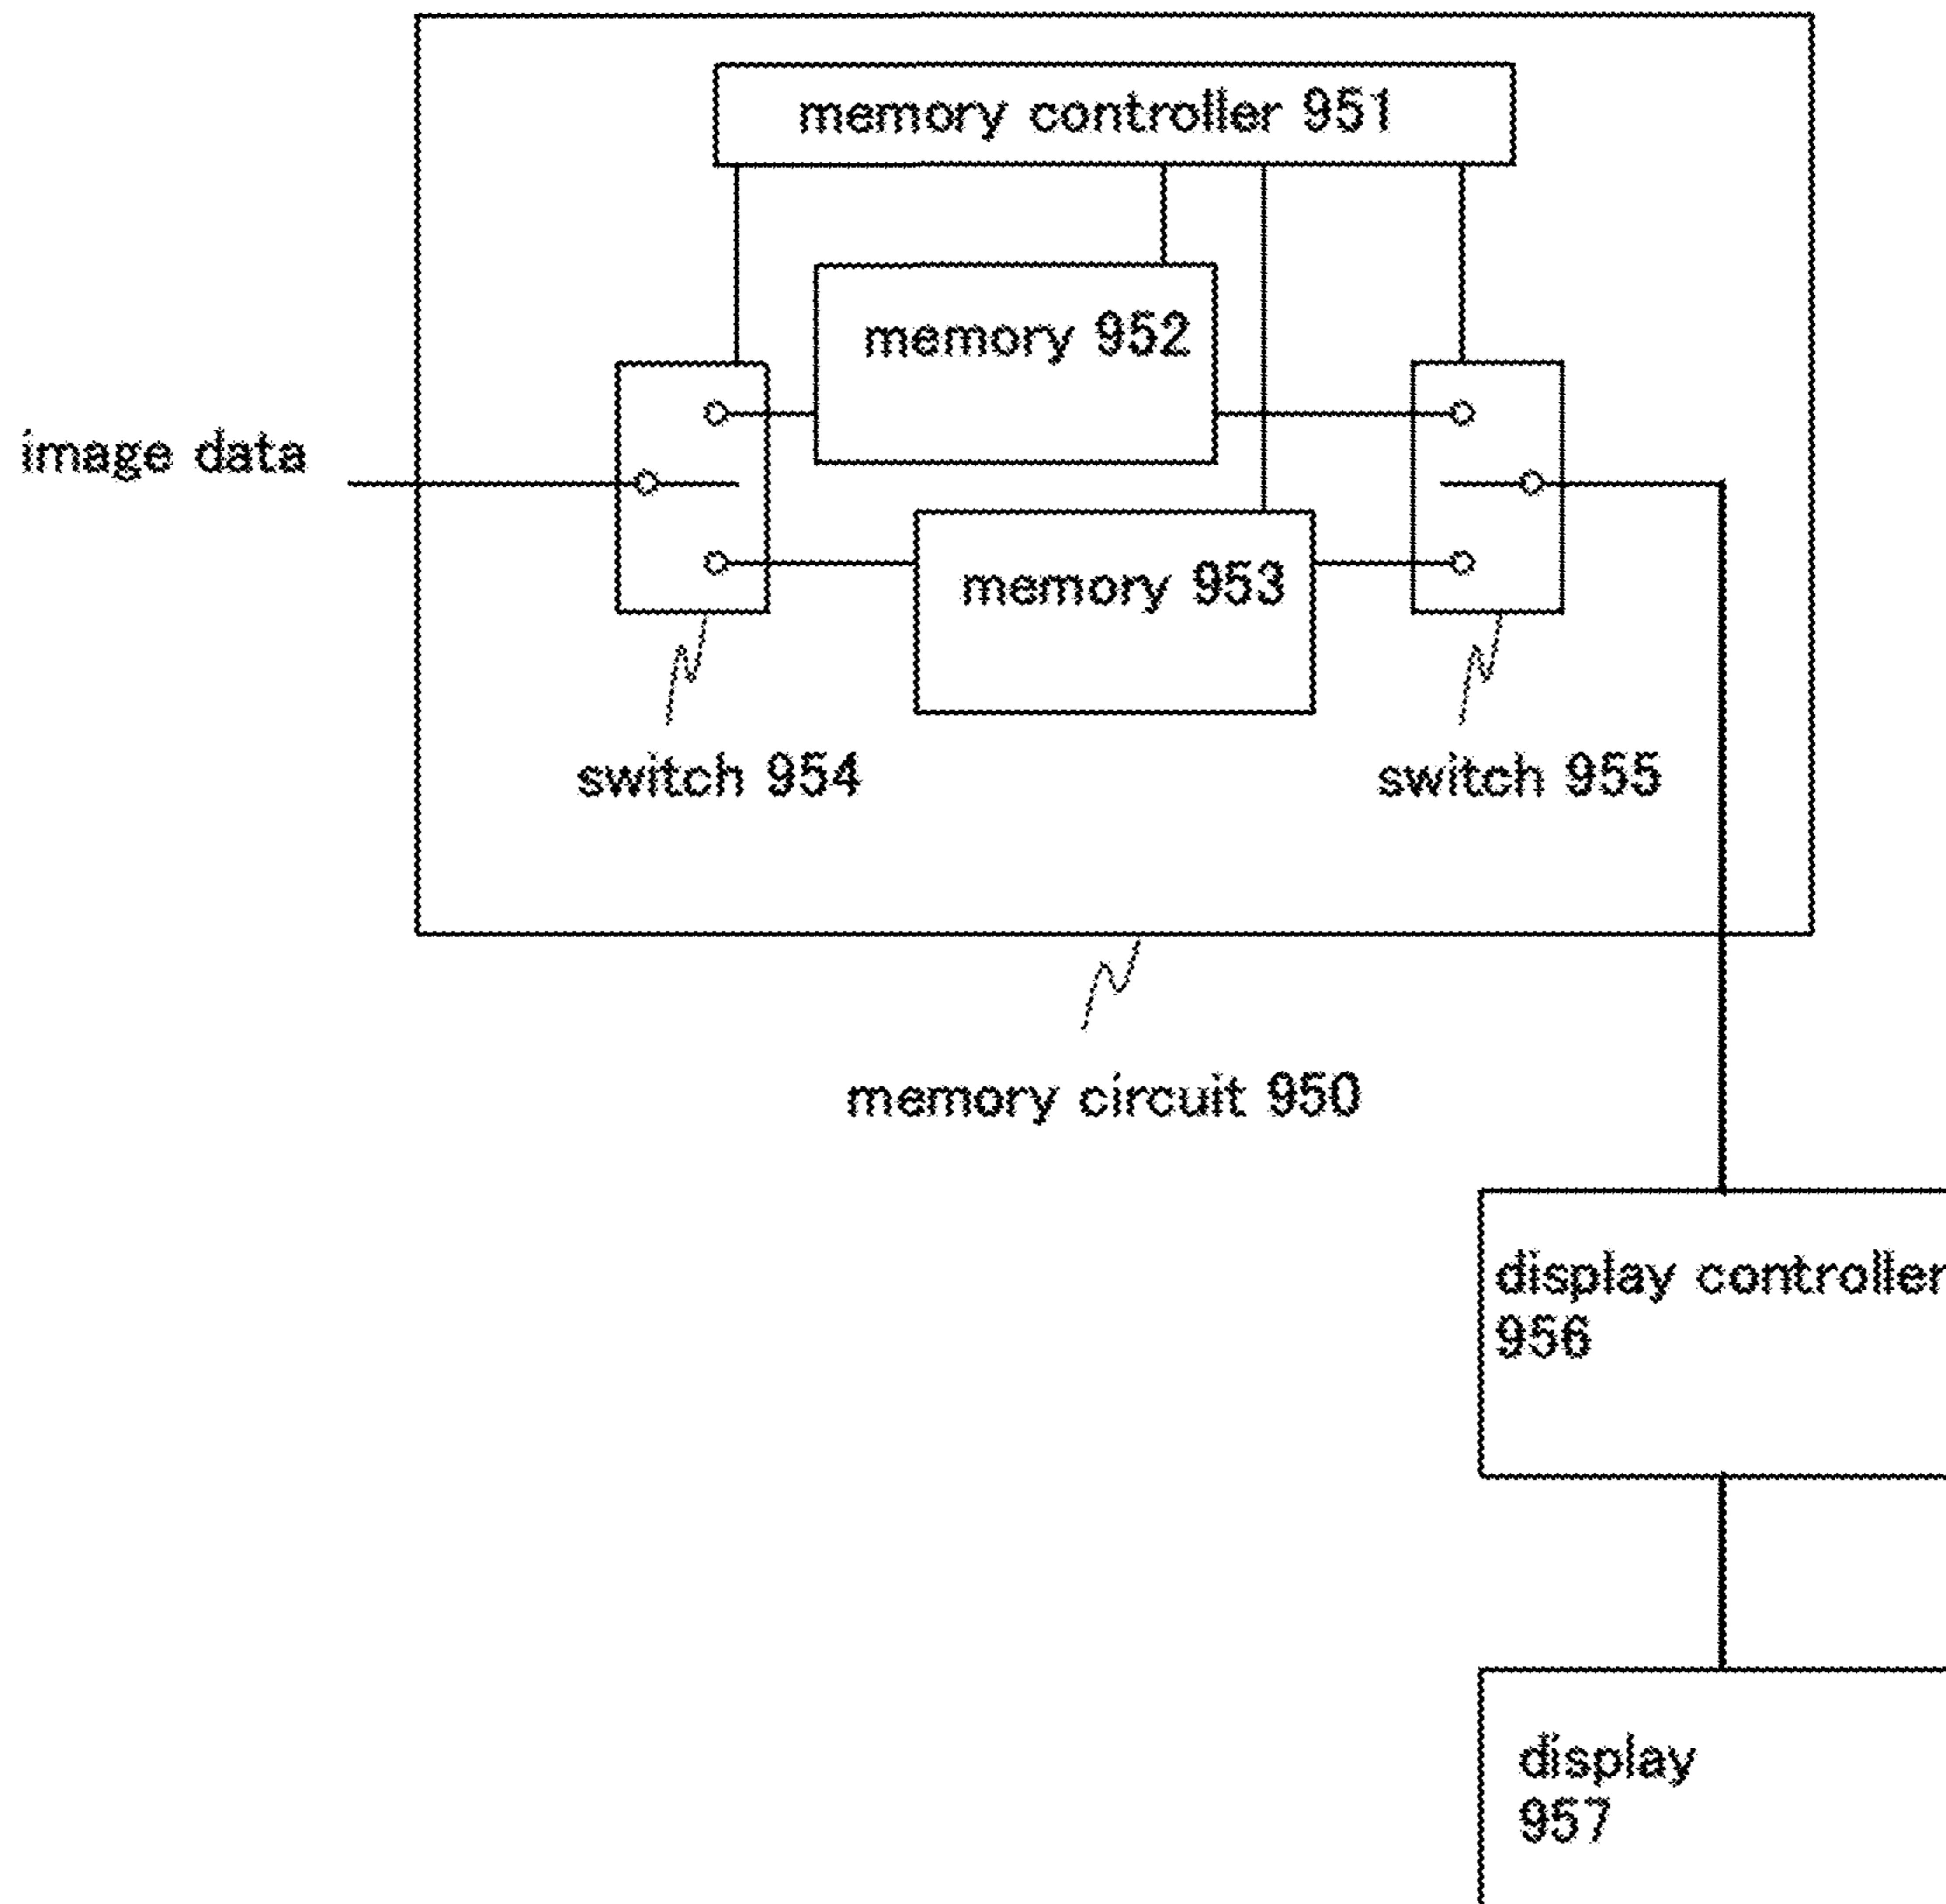 memory controller 951
memory 952
image data
memory 953
switch 954
switch 955
memory circuit 950
display controller
956
display
957